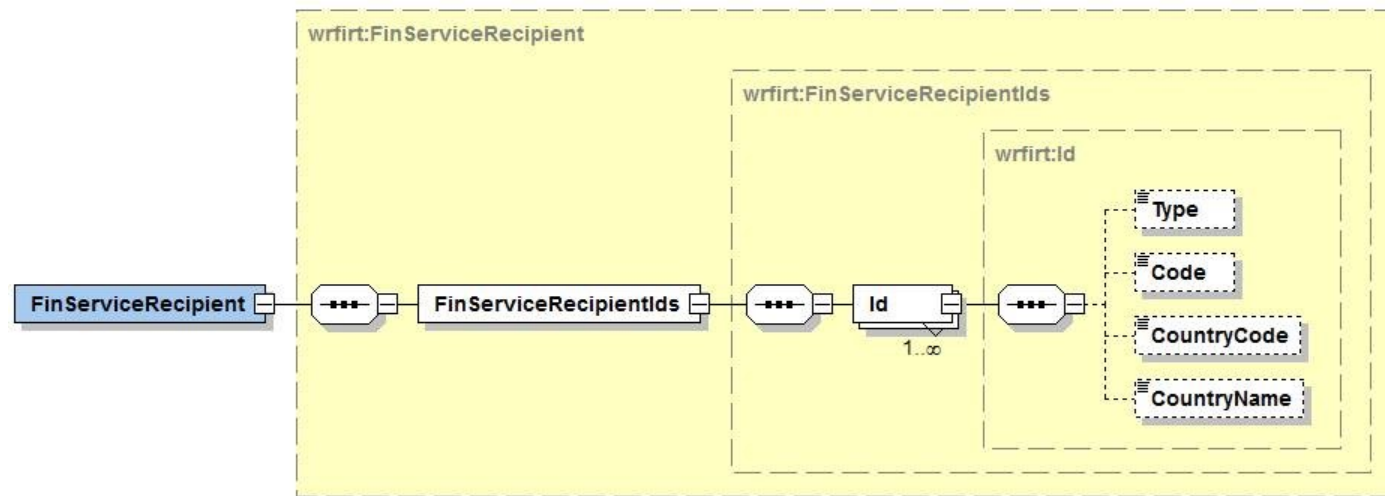 wrfirt:FinServiceRecipient
wrfirt:FinServiceRecipientIds
wrfirt:Id
Type
Code
FinServiceRecipient
FinServiceRecipientIds
Id
CountryCode
1..∞
CountryName